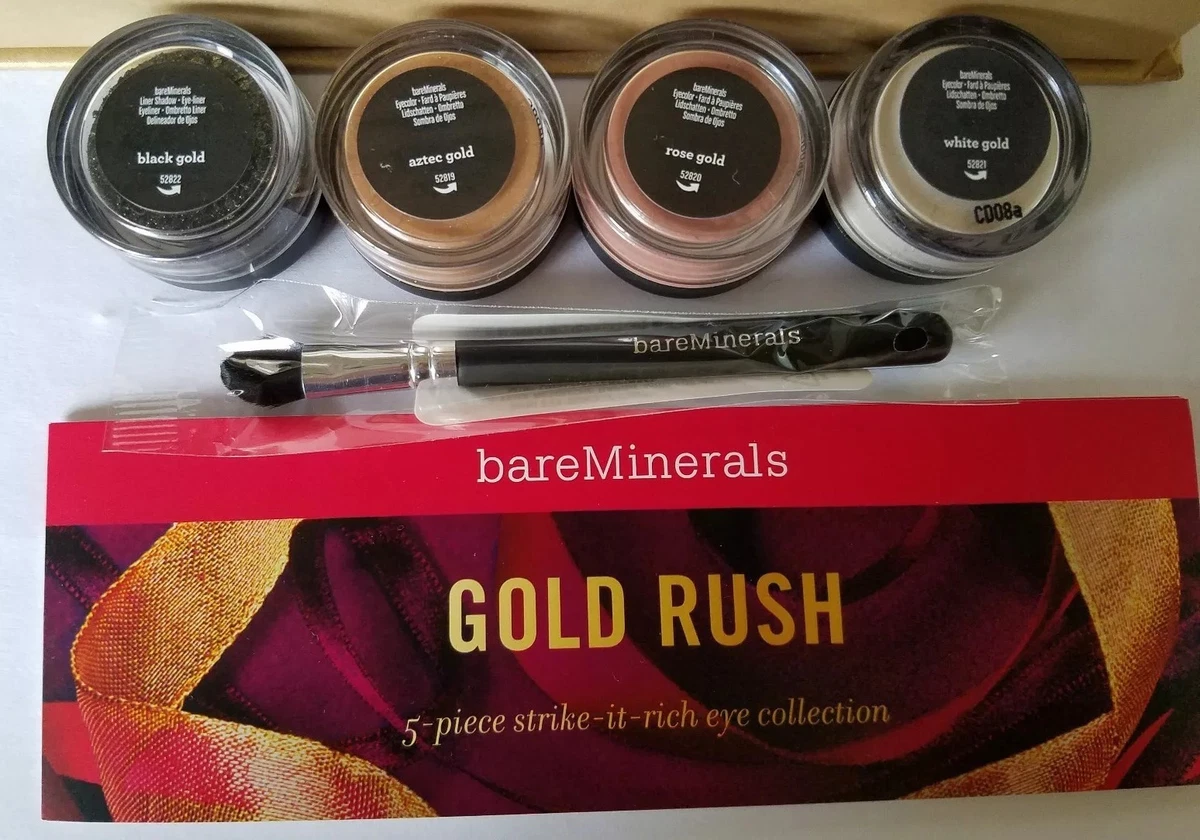 bareMinerals
Liner Shadow • Eye-liner
Eyeliner • Ombretto Liner
Delineador de Ojos
black gold
52822
bareMinerals
Eyecolor • Fard à Paupières
Lidschatten • Ombretto
Sombra de Ojos
aztec gold
52819
bareMinerals
Eyecolor • Fard à Paupières
Lidschatten • Ombretto
Sombra de Ojos
rose gold
52820
bareMinerals
Eyecolor • Fard à Paupières
Lidschatten • Ombretto
Sombra de Ojos
white gold
52821
CD08a
bareMinerals
bareMinerals
GOLD RUSH
5-piece strike-it-rich eye collection